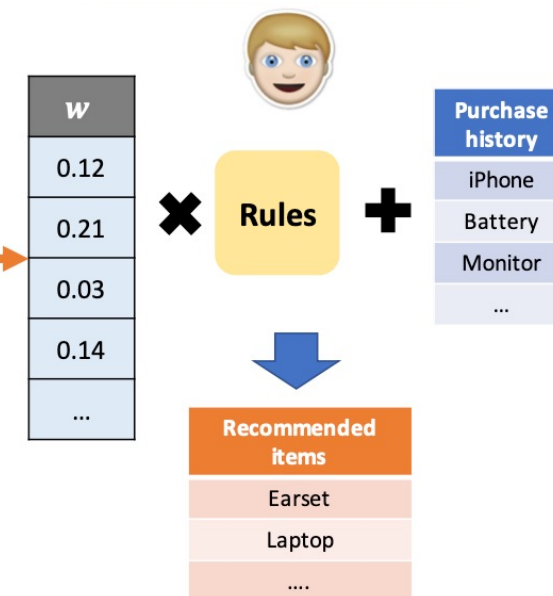 w
0.12
0.21
0.03
0.14
...
Rules
Purchase
history
iPhone
Battery
Monitor
...
Recommended
items
Earset
Laptop
....